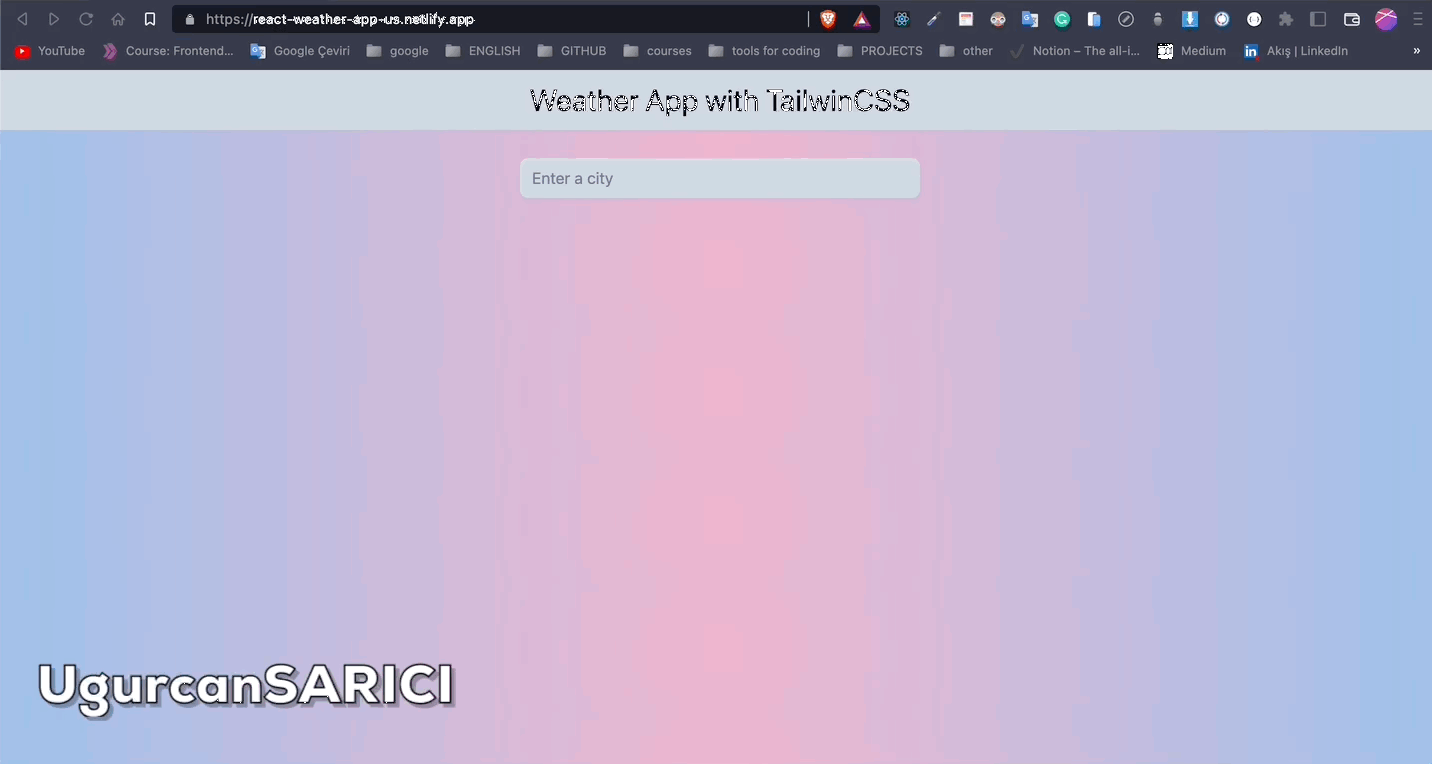 https://react-weather-app-us.netlify.app
YouTube Course: Frontend... Google Çeviri google ENGLISH GITHUB courses tools for coding PROJECTS other Notion – The all-i... Medium Akış | LinkedIn »
Weather App with TailwinCSS
Enter a city
UgurcanSARICI